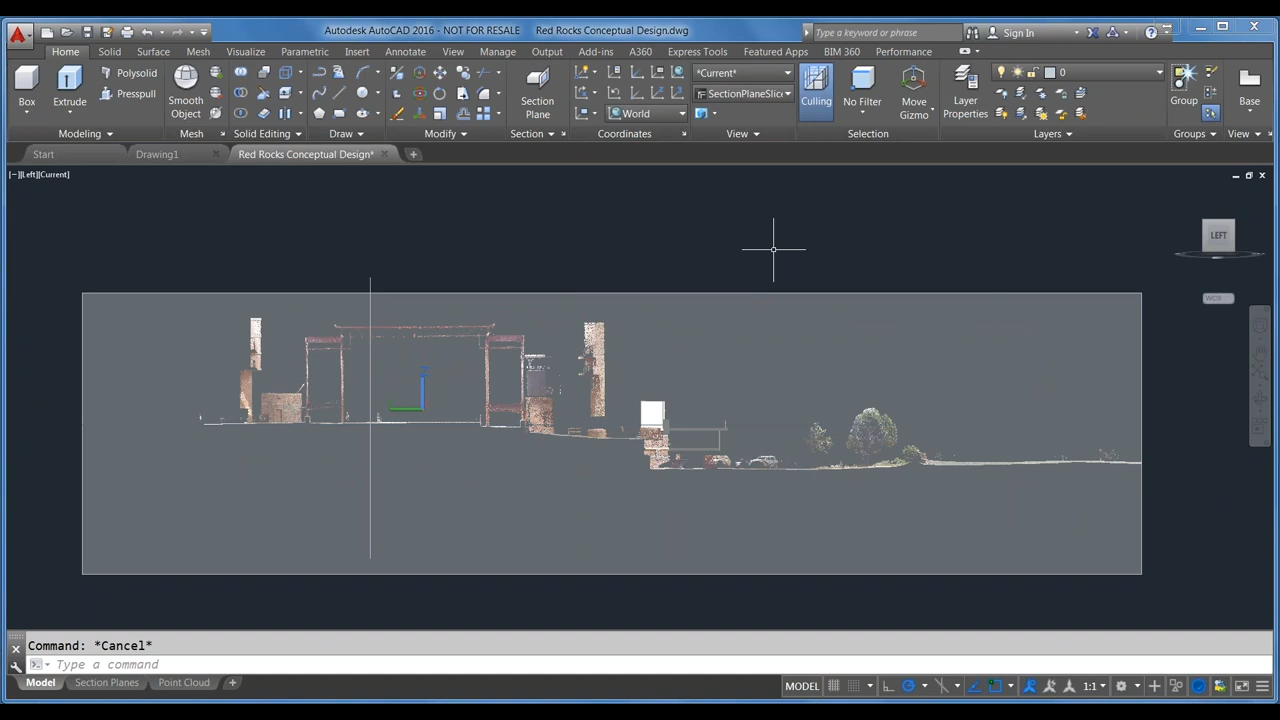 Autodesk AutoCAD 2016 - NOT FOR RESALE Red Rocks Conceptual Design.dwg
Type a keyword or phrase
Sign In
Home Solid Surface Mesh Visualize Parametric Insert Annotate View Manage Output Add-ins A360 Express Tools Featured Apps BIM 360 Performance
Polysolid
Presspull
Box
Extrude
Smooth
Object
Section
Plane
World
*Current*
SectionPlaneSlice
Culling
No Filter
Move
Gizmo
Layer
Properties
0
Group
Base
Modeling
Mesh
Solid Editing
Draw
Modify
Section
Coordinates
View
Selection
Layers
Groups
View
Start
Drawing1
Red Rocks Conceptual Design*
[−][Left][Current]
LEFT
WCS
Z
Command: *Cancel*
Type a command
Model
Section Planes
Point Cloud
MODEL
1:1